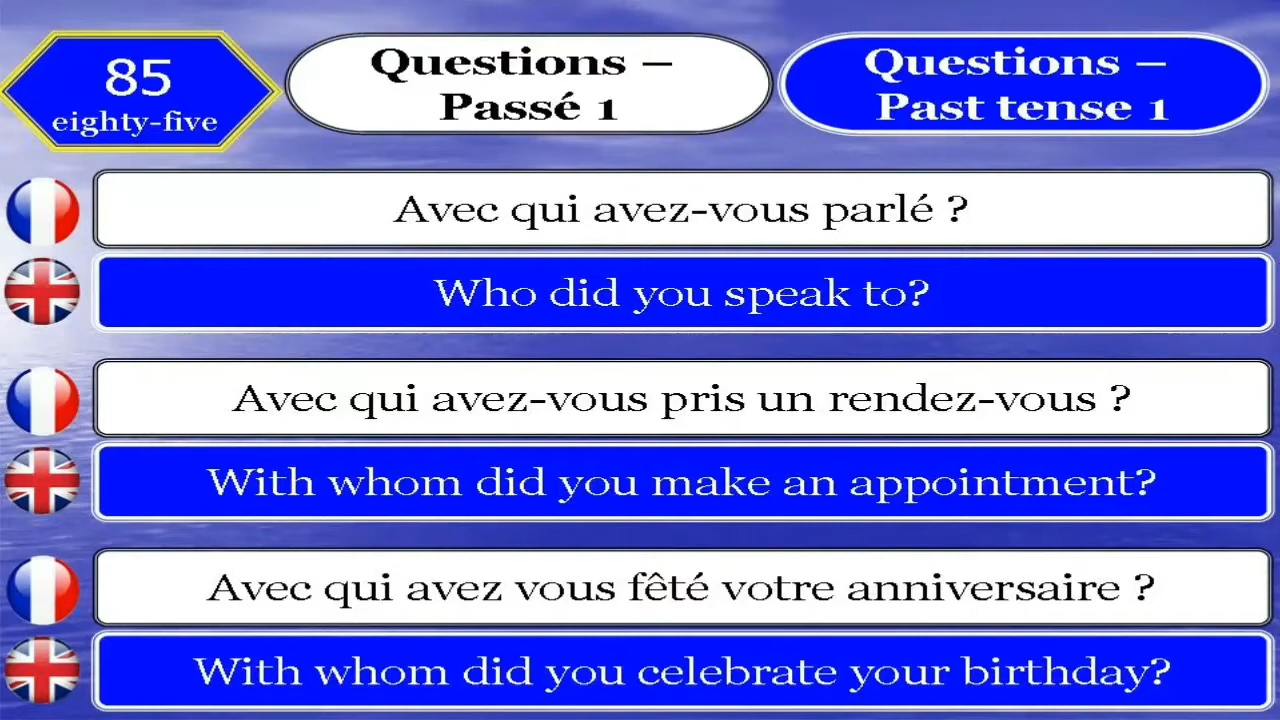 85
eighty-five
Questions –
Passé 1
Questions –
Past tense 1
Avec qui avez-vous parlé ?
Who did you speak to?
Avec qui avez-vous pris un rendez-vous ?
With whom did you make an appointment?
Avec qui avez vous fêté votre anniversaire ?
With whom did you celebrate your birthday?